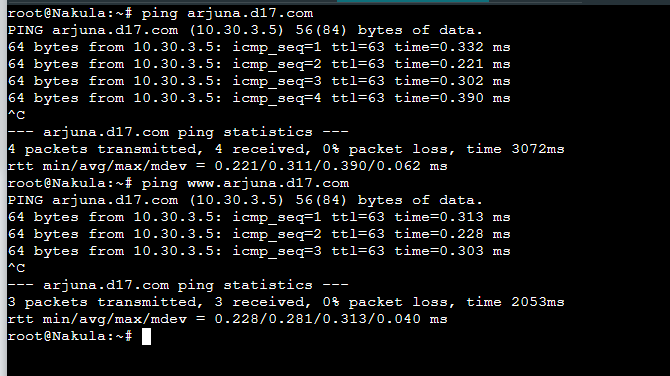 root@Nakula:~# ping arjuna.d17.com
PING arjuna.d17.com (10.30.3.5) 56(84) bytes of data.
64 bytes from 10.30.3.5: icmp_seq=1 ttl=63 time=0.332 ms
64 bytes from 10.30.3.5: icmp_seq=2 ttl=63 time=0.221 ms
64 bytes from 10.30.3.5: icmp_seq=3 ttl=63 time=0.302 ms
64 bytes from 10.30.3.5: icmp_seq=4 ttl=63 time=0.390 ms
^C
--- arjuna.d17.com ping statistics ---
4 packets transmitted, 4 received, 0% packet loss, time 3072ms
rtt min/avg/max/mdev = 0.221/0.311/0.390/0.062 ms
root@Nakula:~# ping www.arjuna.d17.com
PING arjuna.d17.com (10.30.3.5) 56(84) bytes of data.
64 bytes from 10.30.3.5: icmp_seq=1 ttl=63 time=0.313 ms
64 bytes from 10.30.3.5: icmp_seq=2 ttl=63 time=0.228 ms
64 bytes from 10.30.3.5: icmp_seq=3 ttl=63 time=0.303 ms
^C
--- arjuna.d17.com ping statistics ---
3 packets transmitted, 3 received, 0% packet loss, time 2053ms
rtt min/avg/max/mdev = 0.228/0.281/0.313/0.040 ms
root@Nakula:~#